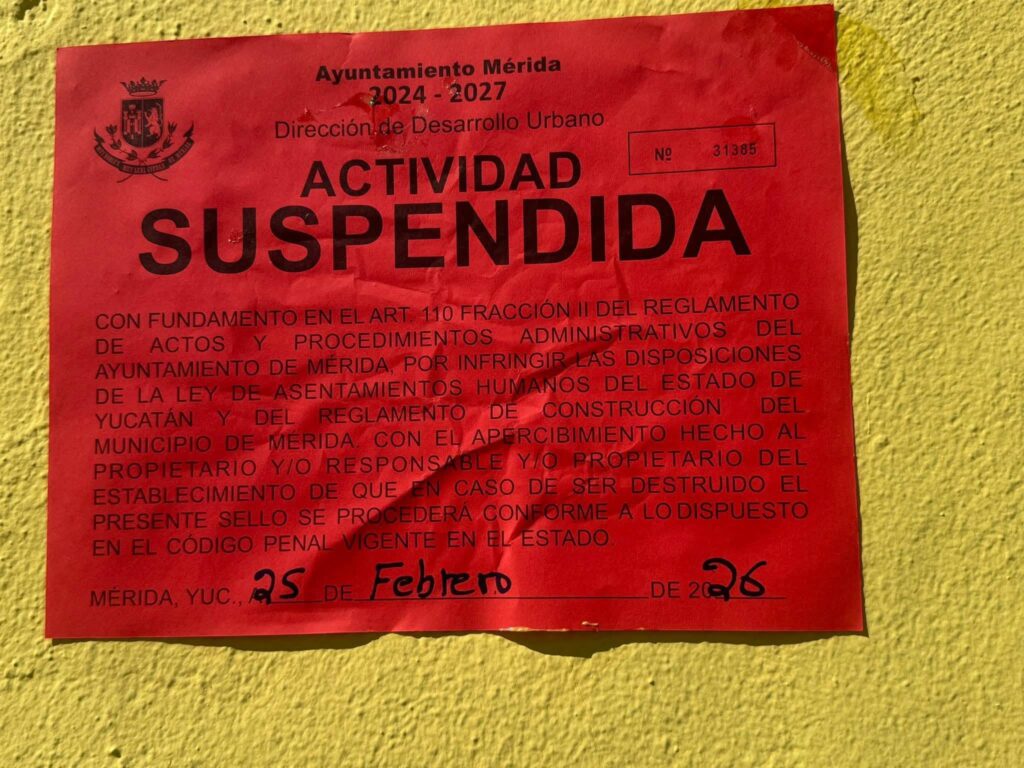 Ayuntamiento Mérida
2024 - 2027
Dirección de Desarrollo Urbano
Nº 31385
ACTIVIDAD
SUSPENDIDA
CON FUNDAMENTO EN EL ART. 110 FRACCIÓN II DEL REGLAMENTO
DE ACTOS Y PROCEDIMIENTOS ADMINISTRATIVOS DEL
AYUNTAMIENTO DE MÉRIDA, POR INFRINGIR LAS DISPOSICIONES
DE LA LEY DE ASENTAMIENTOS HUMANOS DEL ESTADO DE
YUCATÁN Y DEL REGLAMENTO DE CONSTRUCCIÓN DEL
MUNICIPIO DE MÉRIDA. CON EL APERCIBIMIENTO HECHO AL
PROPIETARIO Y/O RESPONSABLE Y/O PROPIETARIO DEL
ESTABLECIMIENTO DE QUE EN CASO DE SER DESTRUIDO EL
PRESENTE SELLO SE PROCEDERÁ CONFORME A LO DISPUESTO
EN EL CÓDIGO PENAL VIGENTE EN EL ESTADO.
MÉRIDA, YUC., A 25 DE Febrero DE 2026